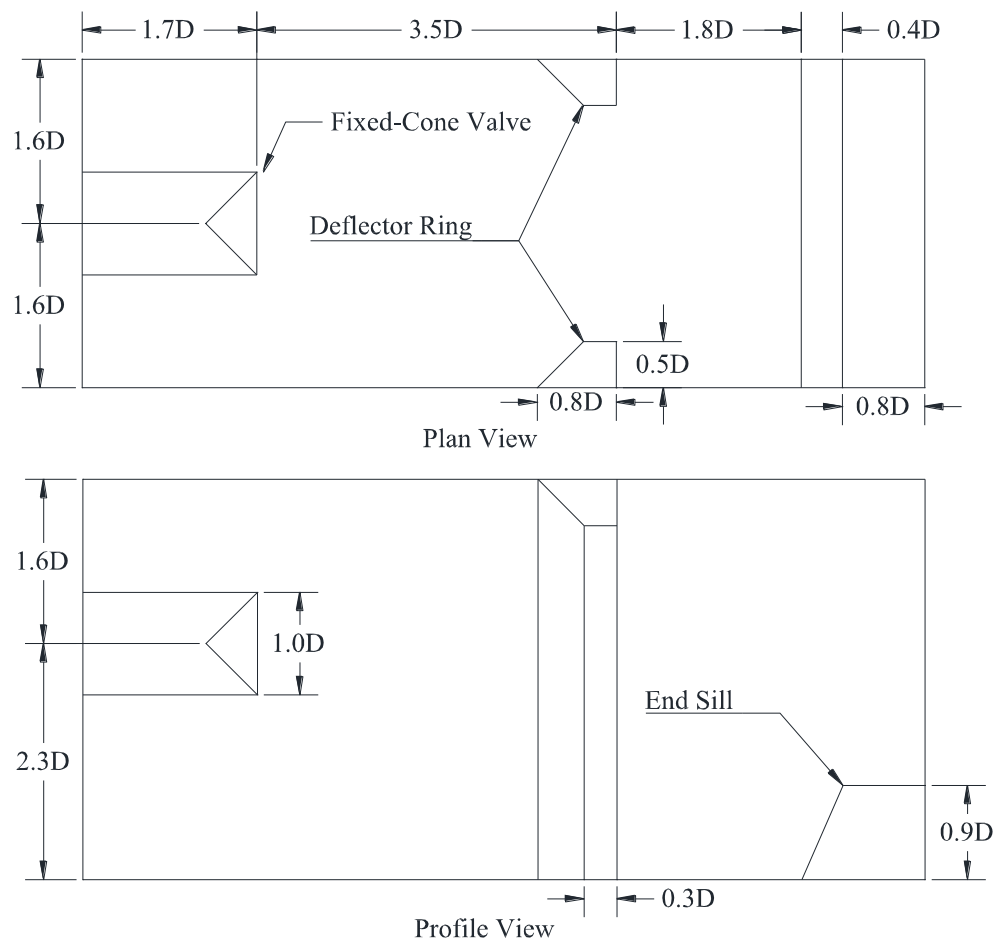 1.7D
3.5D
1.8D
0.4D
Fixed-Cone Valve
1.6D
Deflector Ring
1.6D
0.5D
0.8D
0.8D
Plan View
1.6D
1.0D
End Sill
2.3D
0.9D
0.3D
Profile View